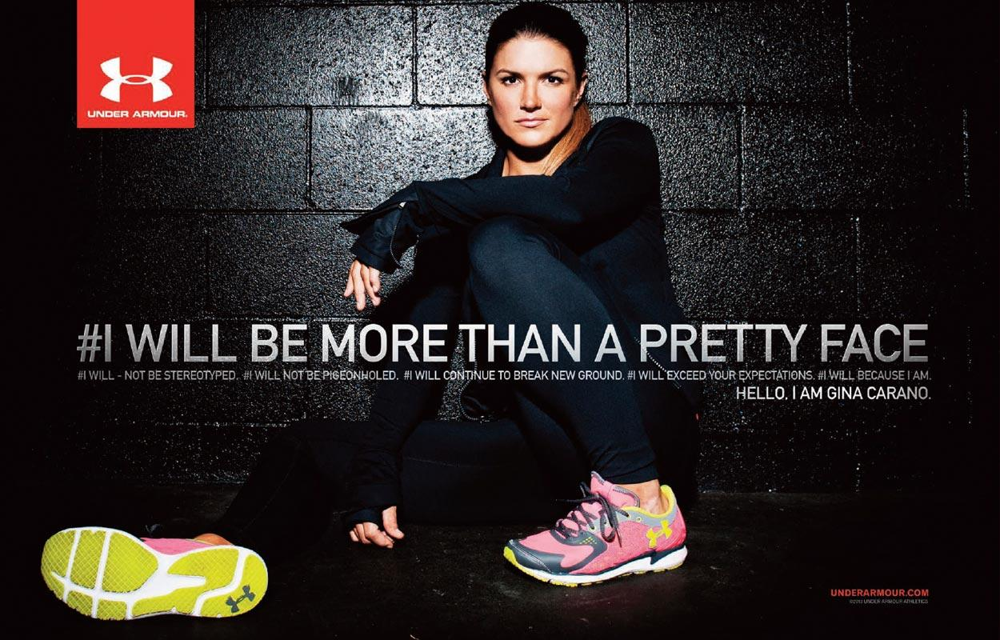 UNDER ARMOUR.
#I WILL BE MORE THAN A PRETTY FACE
#I WILL - NOT BE STEREOTYPED. #I WILL NOT BE PIGEONHOLED. #I WILL CONTINUE TO BREAK NEW GROUND. #I WILL EXCEED YOUR EXPECTATIONS. #I WILL BECAUSE I AM.
HELLO, I AM GINA CARANO.
UNDERARMOUR.COM
©2012 UNDER ARMOUR ATHLETICS